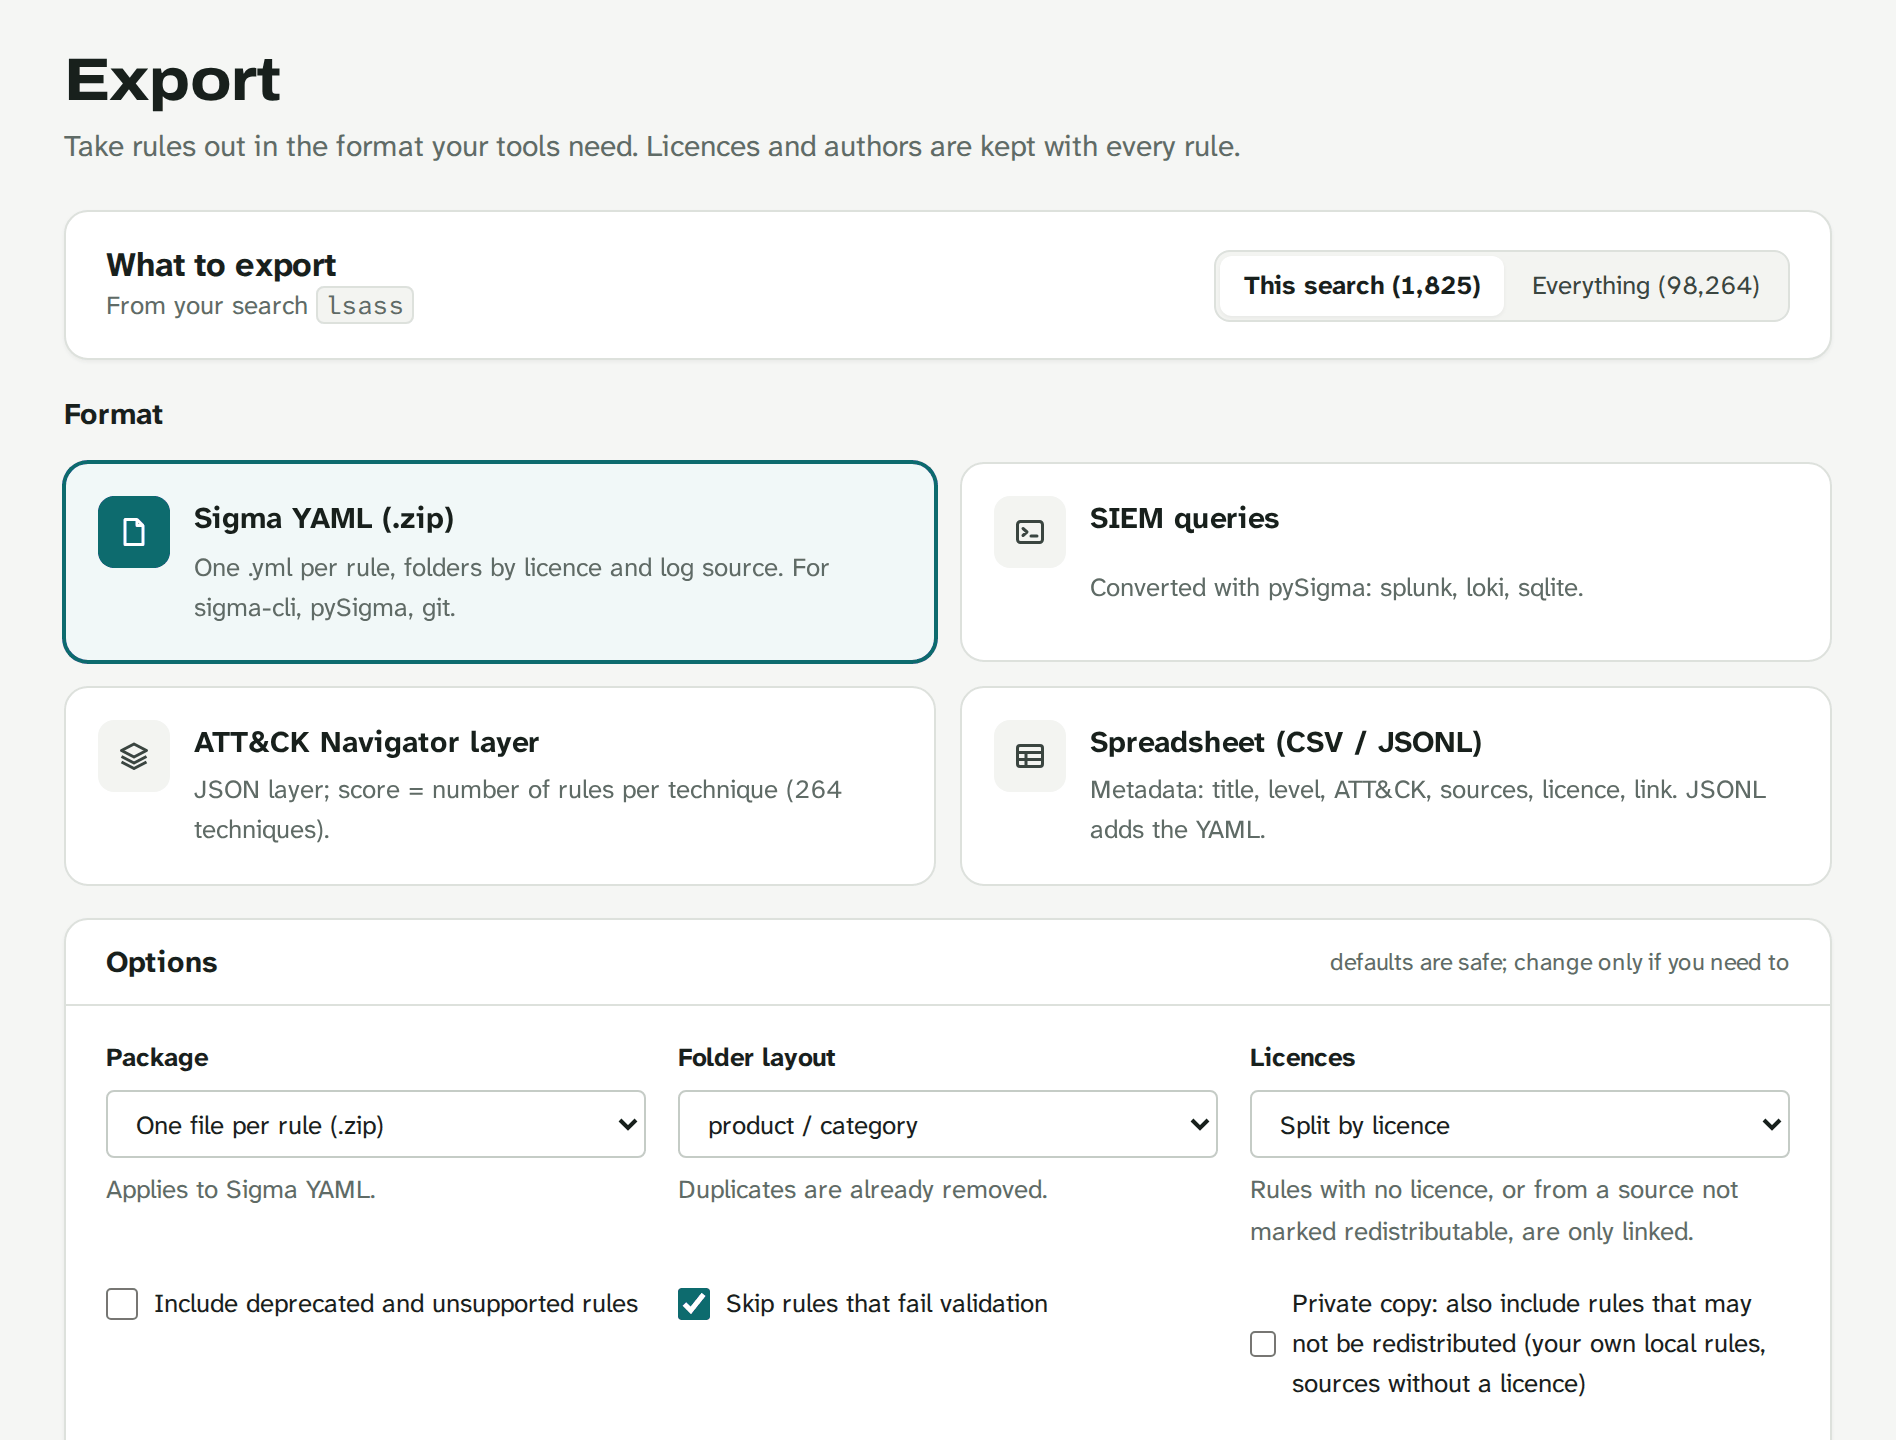 Export
Take rules out in the format your tools need. Licences and authors are kept with every rule.
What to export
From your search lsass
This search (1,825)
Everything (98,264)
Format
Sigma YAML (.zip)
One .yml per rule, folders by licence and log source. For
sigma-cli, pySigma, git.
SIEM queries
Converted with pySigma: splunk, loki, sqlite.
ATT&CK Navigator layer
JSON layer; score = number of rules per technique (264
techniques).
Spreadsheet (CSV / JSONL)
Metadata: title, level, ATT&CK, sources, licence, link. JSONL
adds the YAML.
Options
defaults are safe; change only if you need to
Package
One file per rule (.zip)
Applies to Sigma YAML.
Folder layout
product / category
Duplicates are already removed.
Licences
Split by licence
Rules with no licence, or from a source not
marked redistributable, are only linked.
Include deprecated and unsupported rules
Skip rules that fail validation
Private copy: also include rules that may
not be redistributed (your own local rules,
sources without a licence)